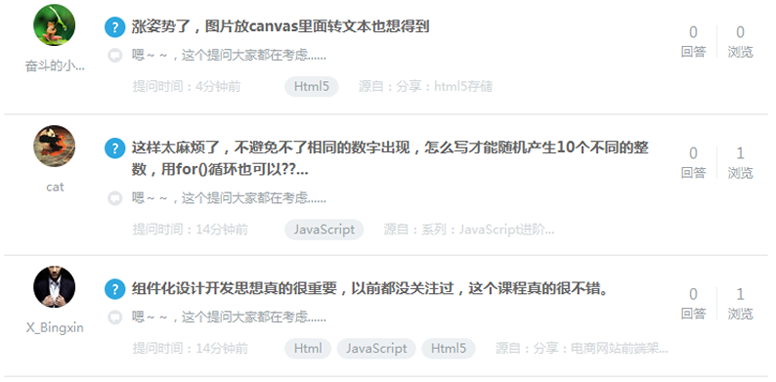 涨姿势了，图片放canvas里面转文本也想得到
0 0
嗯～～，这个提问大家都在考虑......
回答 浏览
奋斗的小...
提问时间：4分钟前 Html5 源自：分享：html5存储
这样太麻烦了，不避免不了相同的数字出现，怎么写才能随机产生10个不同的整
0 1
数，用for()循环也可以??...
回答 浏览
cat
嗯～～，这个提问大家都在考虑......
提问时间：14分钟前 JavaScript 源自：系列：JavaScript进阶...
组件化设计开发思想真的很重要，以前都没关注过，这个课程真的很不错。
0 1
嗯～～，这个提问大家都在考虑......
回答 浏览
X_Bingxin
提问时间：14分钟前 Html JavaScript Html5 源自：分享：电商网站前端架...